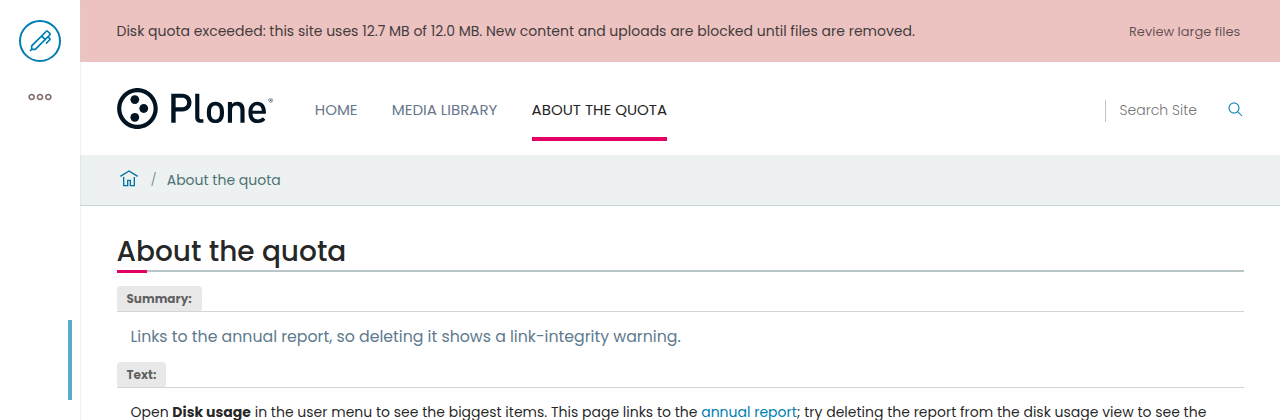 Disk quota exceeded: this site uses 12.7 MB of 12.0 MB. New content and uploads are blocked until files are removed.
Review large files
Plone®
HOME
MEDIA LIBRARY
ABOUT THE QUOTA
Search Site
/ About the quota
About the quota
Summary:
Links to the annual report, so deleting it shows a link-integrity warning.
Text:
Open Disk usage in the user menu to see the biggest items. This page links to the annual report; try deleting the report from the disk usage view to see the